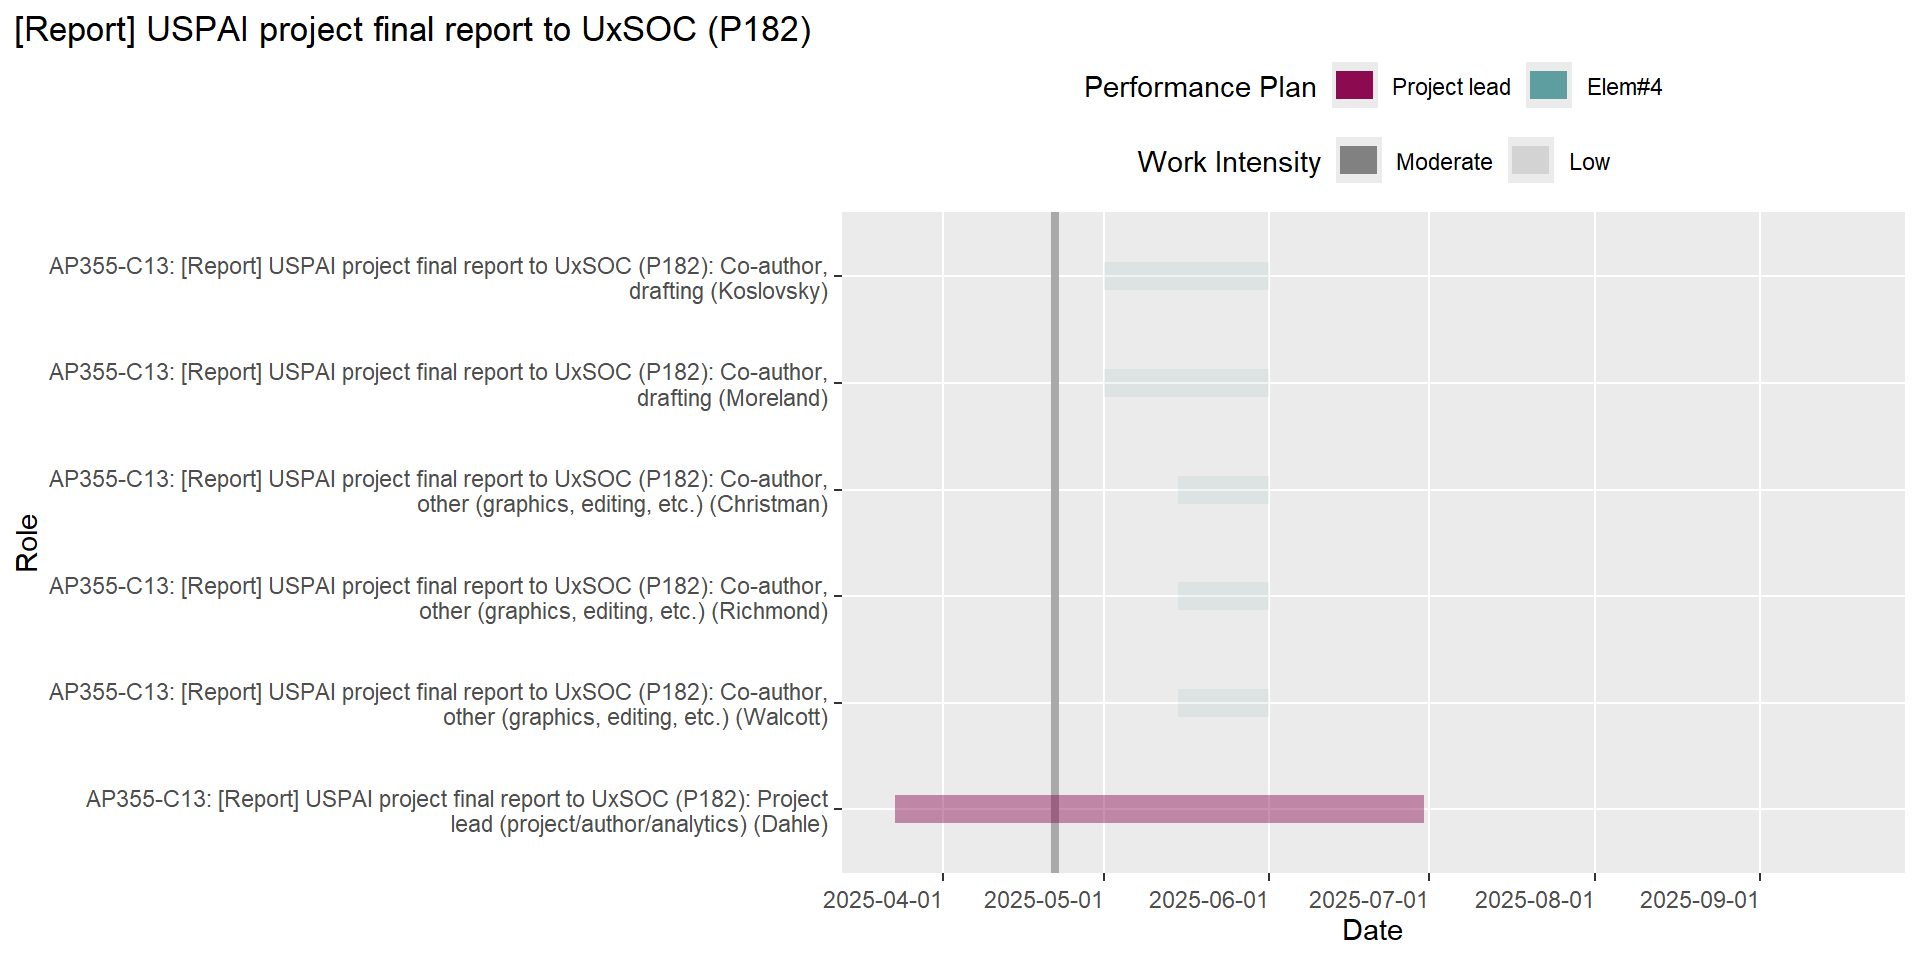 [Report] USPAI project final report to UxSOC (P182)
Performance Plan Project lead Elem#4
Work Intensity Moderate Low
AP355-C13: [Report] USPAI project final report to UxSOC (P182): Co-author,
drafting (Koslovsky)
AP355-C13: [Report] USPAI project final report to UxSOC (P182): Co-author,
drafting (Moreland)
AP355-C13: [Report] USPAI project final report to UxSOC (P182): Co-author,
other (graphics, editing, etc.) (Christman)
AP355-C13: [Report] USPAI project final report to UxSOC (P182): Co-author,
other (graphics, editing, etc.) (Richmond)
AP355-C13: [Report] USPAI project final report to UxSOC (P182): Co-author,
other (graphics, editing, etc.) (Walcott)
AP355-C13: [Report] USPAI project final report to UxSOC (P182): Project
lead (project/author/analytics) (Dahle)
Role
2025-04-01 2025-05-01 2025-06-01 2025-07-01 2025-08-01 2025-09-01
Date